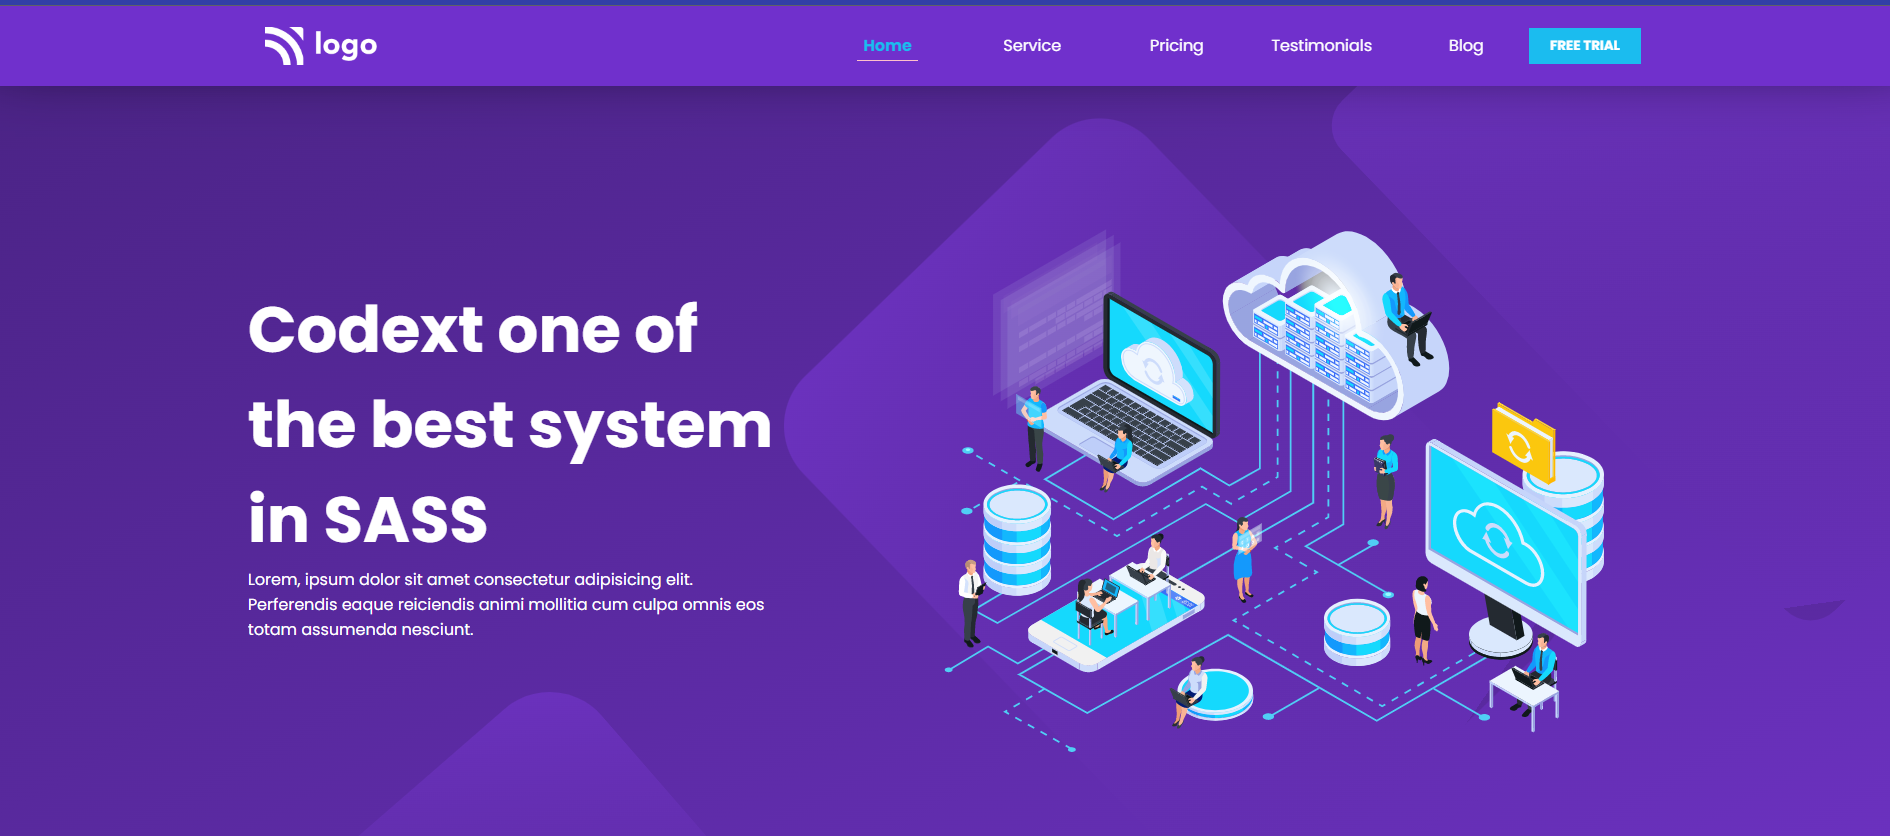 logo
Home
Service
Pricing
Testimonials
Blog
FREE TRIAL
Codext one of
the best system
in SASS
Lorem, ipsum dolor sit amet consectetur adipisicing elit.
Perferendis eaque reiciendis animi mollitia cum culpa omnis eos
totam assumenda nesciunt.